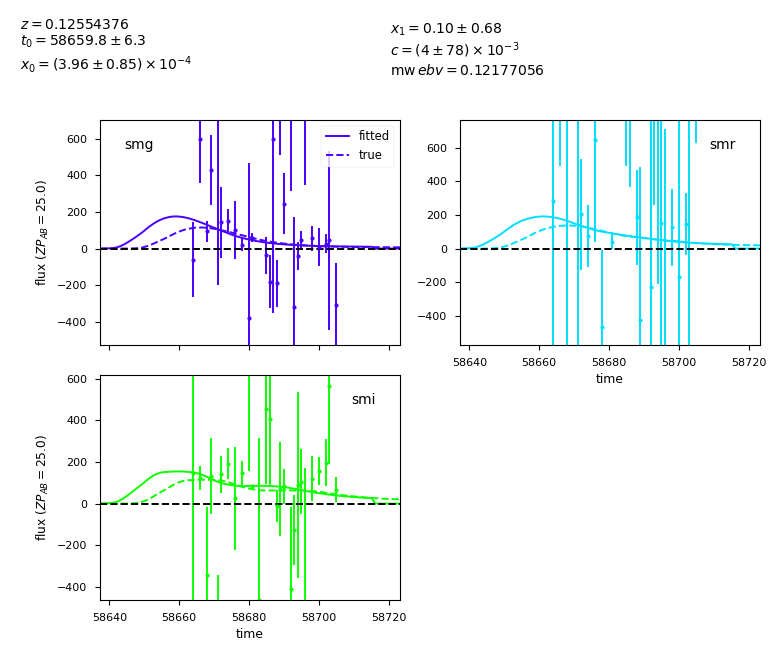 z = 0.12554376
t₀ = 58659.8 ± 6.3
x₀ = (3.96 ± 0.85) × 10⁻⁴
x₁ = 0.10 ± 0.68
c = (4 ± 78) × 10⁻³
mw ebv = 0.12177056
smg
fitted
true
600
400
200
0
−200
−400
flux (ZP_AB = 25.0)
smr
600
400
200
0
−200
−400
58640 58660 58680 58700 58720
time
smi
600
400
200
0
−200
−400
flux (ZP_AB = 25.0)
58640 58660 58680 58700 58720
time